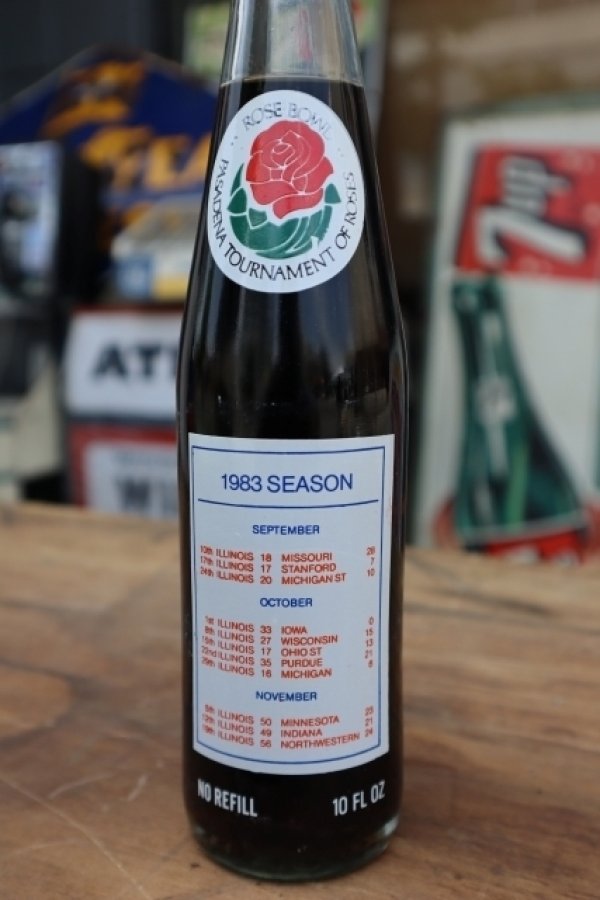 ROSE BOWL
PASADENA TOURNAMENT OF ROSES
1983 SEASON
SEPTEMBER
10th ILLINOIS 18 MISSOURI 28
17th ILLINOIS 17 STANFORD 7
24th ILLINOIS 20 MICHIGAN ST 10
OCTOBER
1st ILLINOIS 33 IOWA 0
8th ILLINOIS 27 WISCONSIN 15
15th ILLINOIS 17 OHIO ST 13
22nd ILLINOIS 35 PURDUE 21
29th ILLINOIS 16 MICHIGAN 6
NOVEMBER
5th ILLINOIS 50 MINNESOTA 23
12th ILLINOIS 49 INDIANA 21
19th ILLINOIS 56 NORTHWESTERN 24
NO REFILL 10 FL OZ
7up